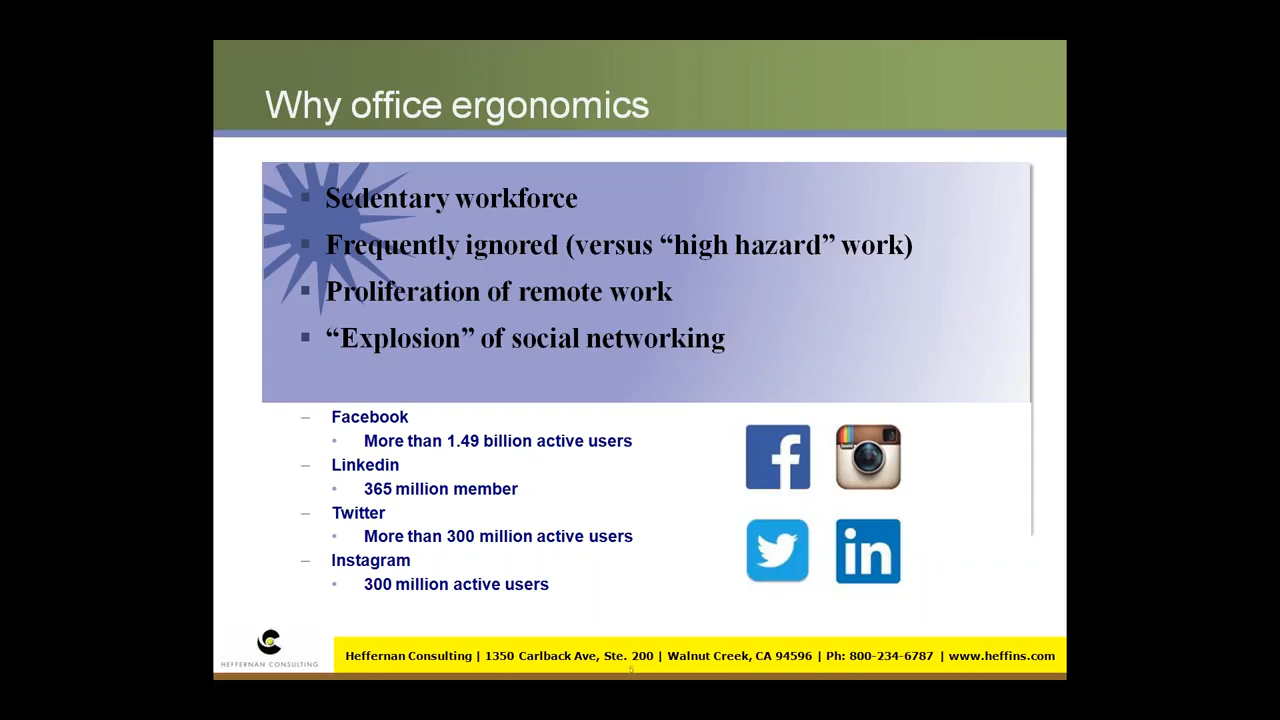 Why office ergonomics
Sedentary workforce
Frequently ignored (versus “high hazard” work)
Proliferation of remote work
“Explosion” of social networking
– Facebook
• More than 1.49 billion active users
– Linkedin
• 365 million member
– Twitter
• More than 300 million active users
– Instagram
• 300 million active users
HEFFERNAN CONSULTING
Heffernan Consulting | 1350 Carlback Ave, Ste. 200 | Walnut Creek, CA 94596 | Ph: 800-234-6787 | www.heffins.com
5